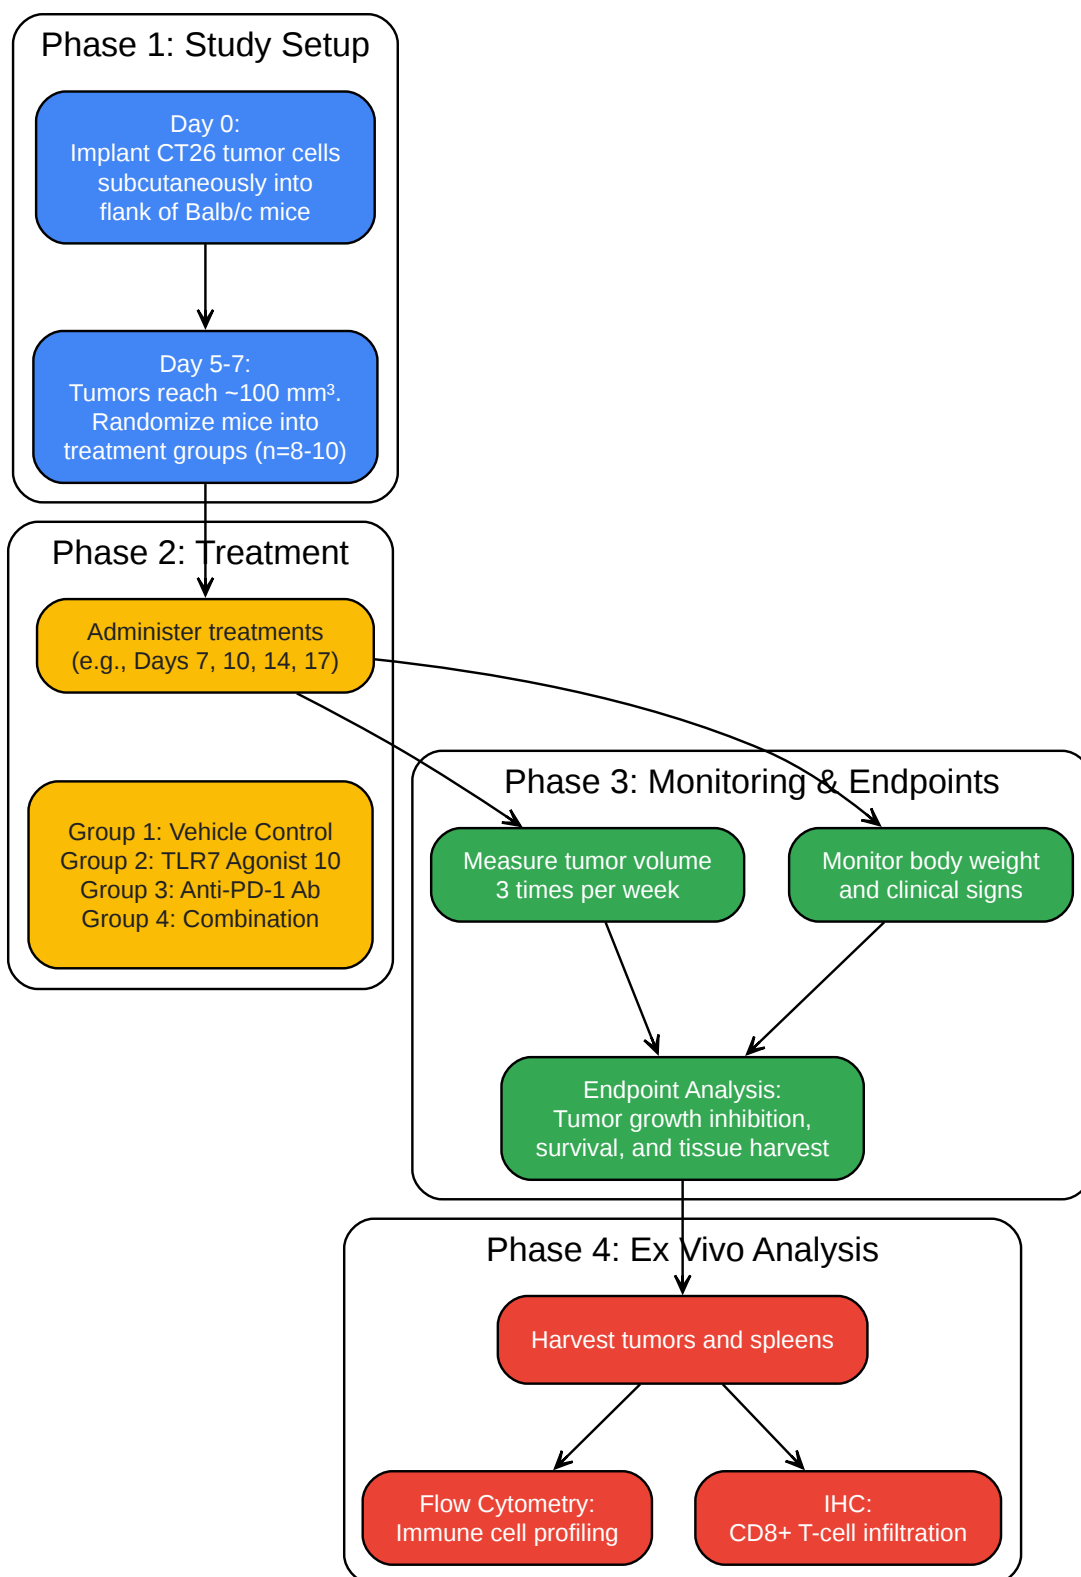 Phase 1: Study Setup
Day 0:
Implant CT26 tumor cells
subcutaneously into
flank of Balb/c mice
Day 5-7:
Tumors reach ~100 mm³.
Randomize mice into
treatment groups (n=8-10)
Phase 2: Treatment
Administer treatments
(e.g., Days 7, 10, 14, 17)
Group 1: Vehicle Control
Group 2: TLR7 Agonist 10
Group 3: Anti-PD-1 Ab
Group 4: Combination
Phase 3: Monitoring & Endpoints
Measure tumor volume
3 times per week
Monitor body weight
and clinical signs
Endpoint Analysis:
Tumor growth inhibition,
survival, and tissue harvest
Phase 4: Ex Vivo Analysis
Harvest tumors and spleens
Flow Cytometry:
Immune cell profiling
IHC:
CD8+ T-cell infiltration